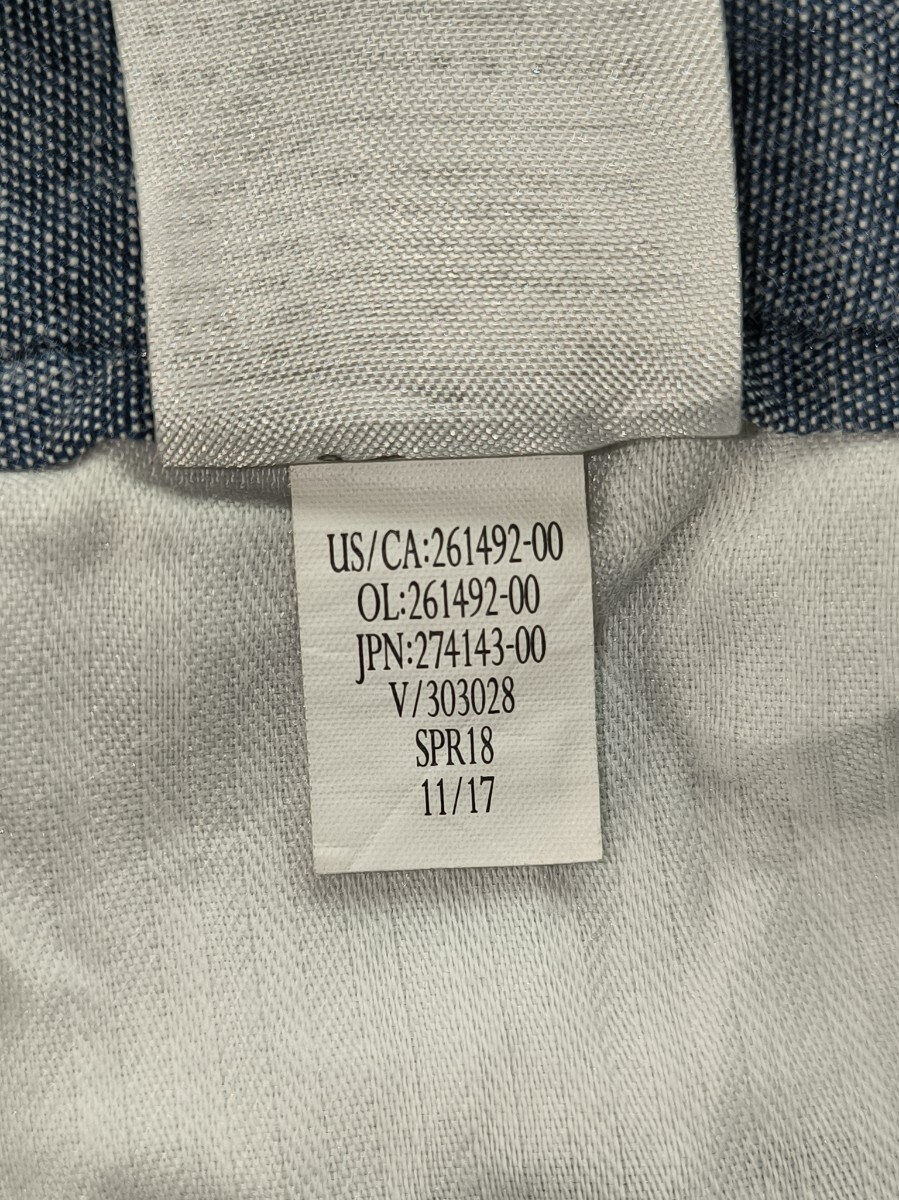 US/CA:261492-00
OL:261492-00
JPN:274143-00
V/303028
SPR18
11/17